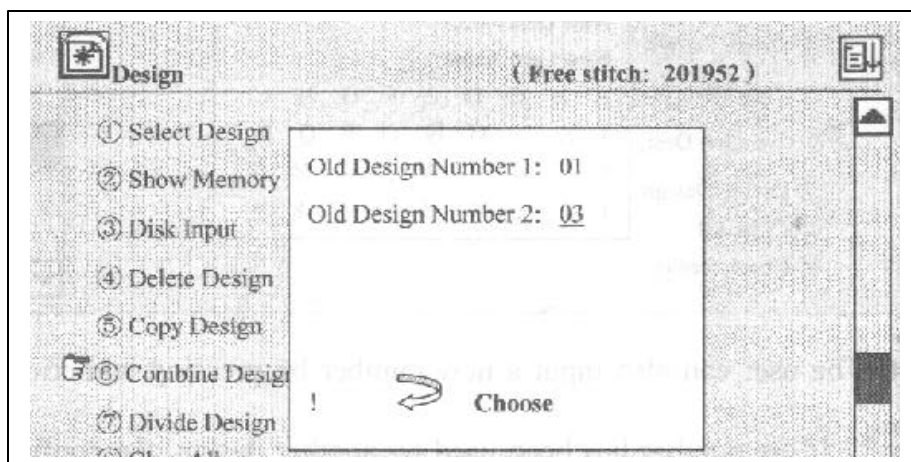 Design (Free stitch: 201952)
① Select Design
② Show Memory
③ Disk Input
④ Delete Design
⑤ Copy Design
⑥ Combine Design
⑦ Divide Design
Old Design Number 1: 01
Old Design Number 2: 03
! Choose